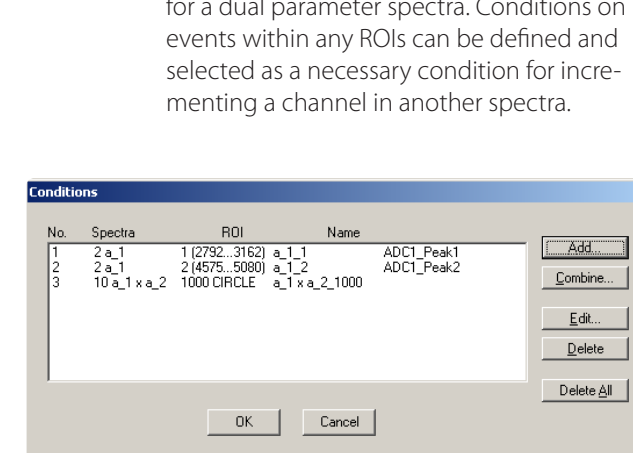 for a dual parameter spectra. Conditions on
events within any ROIs can be defined and
selected as a necessary condition for incre-
menting a channel in another spectra.
Conditions
No. Spectra ROI Name
1 2 a_1 1 (2792...3162) a_1_1 ADC1_Peak1
2 2 a_1 2 (4575...5080) a_1_2 ADC1_Peak2
3 10 a_1 x a_2 1000 CIRCLE a_1 x a_2_1000
Add...
Combine...
Edit...
Delete
Delete All
OK Cancel